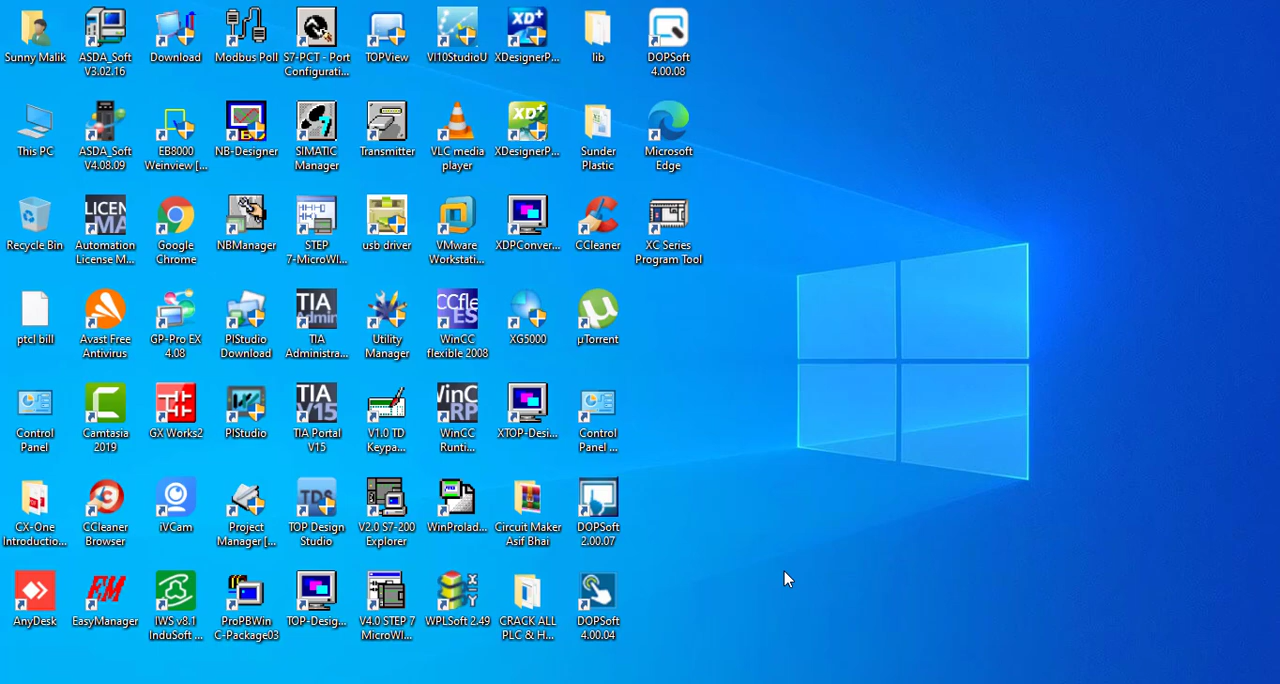 Sunny Malik
ASDA_Soft
V3.02.16
Download
Modbus Poll
S7-PCT - Port
Configurati...
TOPView
VI10StudioU
XDesignerP...
lib
DOPSoft
4.00.08
This PC
ASDA_Soft
V4.08.09
EB8000
Weinview [...
NB-Designer
SIMATIC
Manager
Transmitter
VLC media
player
XDesignerP...
Sunder
Plastic
Microsoft
Edge
Recycle Bin
Automation
License M...
Google
Chrome
NBManager
STEP
7-MicroWI...
usb driver
VMware
Workstati...
XDPConver...
CCleaner
XC Series
Program Tool
ptcl bill
Avast Free
Antivirus
GP-Pro EX
4.08
PIStudio
Download
TIA
Administra...
Utility
Manager
WinCC
flexible 2008
XG5000
µTorrent
Control
Panel
Camtasia
2019
GX Works2
PIStudio
TIA Portal
V15
V1.0 TD
Keypa...
WinCC
Runti...
XTOP-Desi...
Control
Panel ...
CX-One
Introductio...
CCleaner
Browser
iVCam
Project
Manager [...
TOP Design
Studio
V2.0 S7-200
Explorer
WinProlad...
Circuit Maker
Asif Bhai
DOPSoft
2.00.07
AnyDesk
EasyManager
IWS v8.1
InduSoft ...
ProPBWin
C-Package03
TOP-Desig...
V4.0 STEP 7
MicroWI...
WPLSoft 2.49
CRACK ALL
PLC & H...
DOPSoft
4.00.04